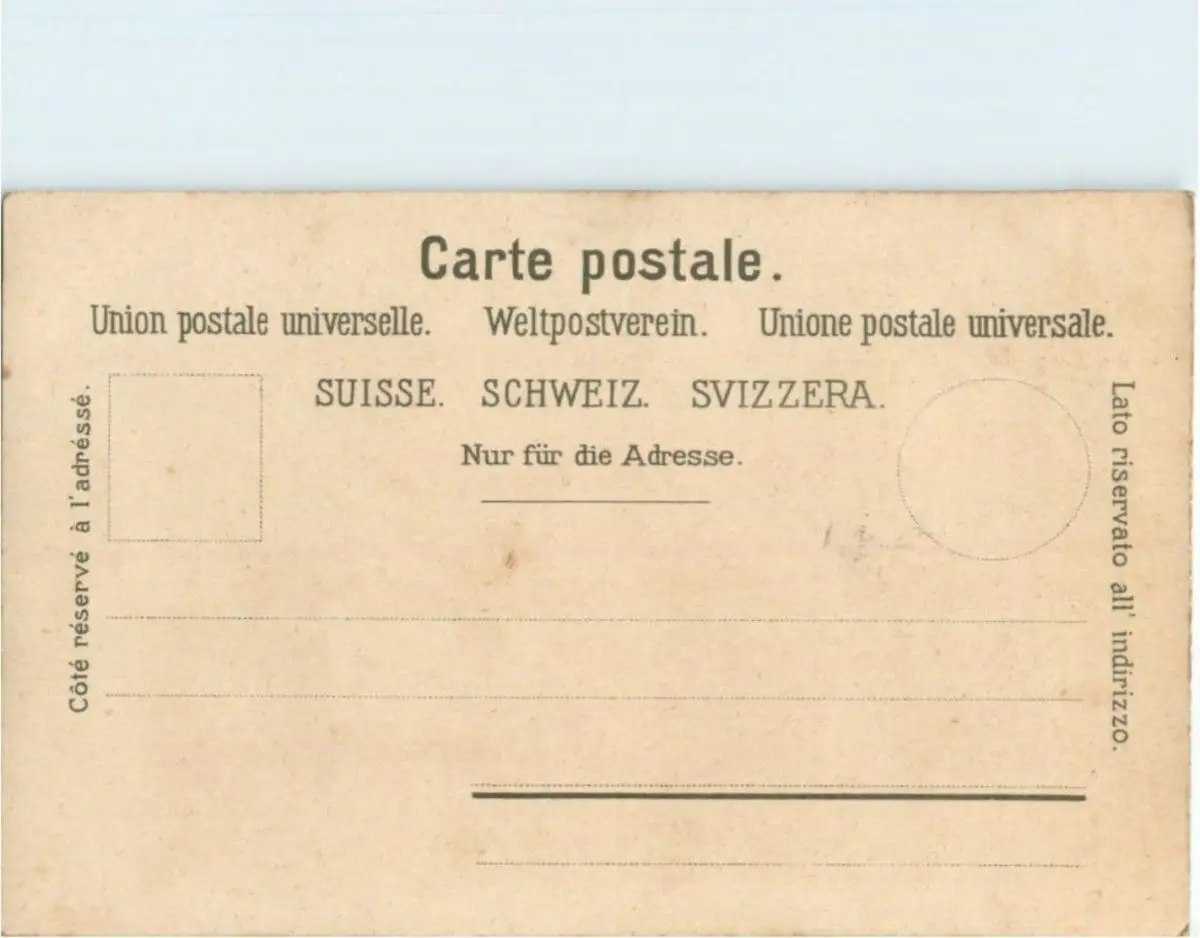 Carte postale.
Union postale universelle. Weltpostverein. Unione postale universale.
SUISSE. SCHWEIZ. SVIZZERA.
Nur für die Adresse.
Côté réservé à l'adréssé.
Lato riservato all' indirizzo.